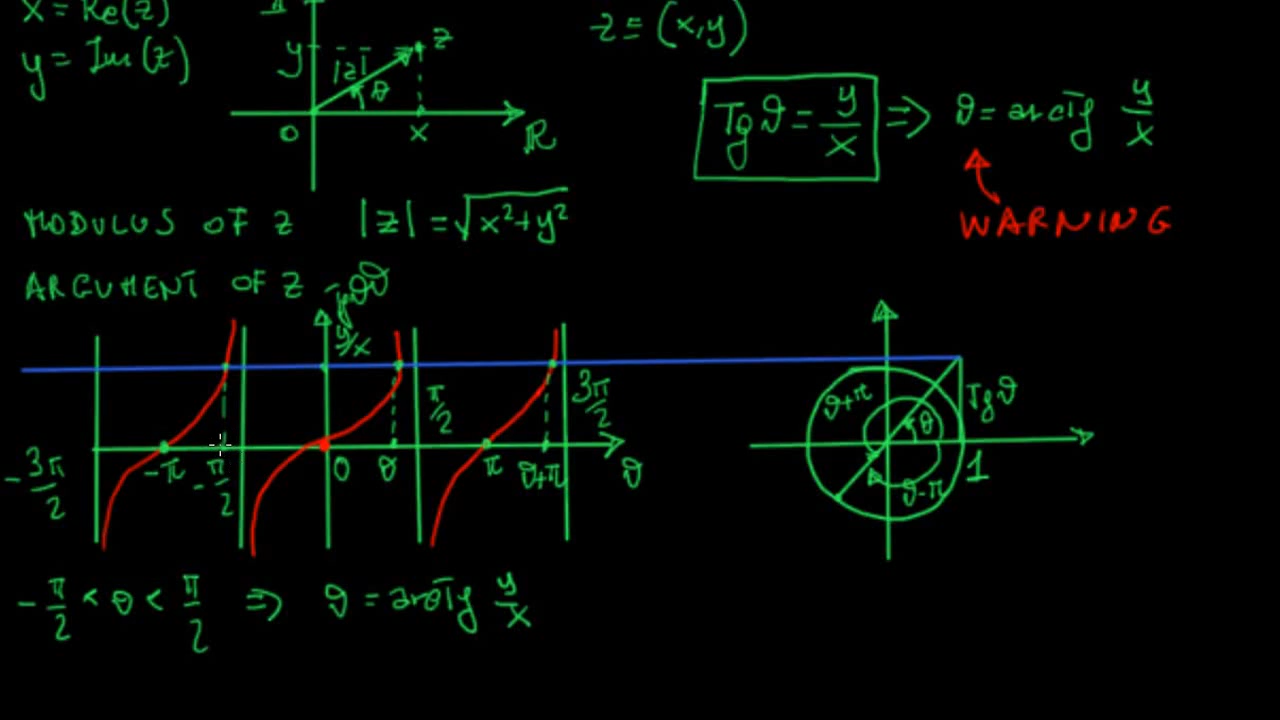 x = Re(z)
y = Im(z)
y |z| z
ϑ
0 x ℝ
z ≡ (x,y)
Tg ϑ = y/x ⇒ ϑ = arctg y/x
WARNING
MODULUS OF z |z| = √x²+y²
ARGUMENT OF z = ϑ
y/x
-3π/2 -π -π/2 0 ϑ π/2 π ϑ+π 3π/2 ϑ
ϑ+π ϑ Tgϑ
ϑ-π 1
-π/2 < ϑ < π/2 ⇒ ϑ = arctg y/x